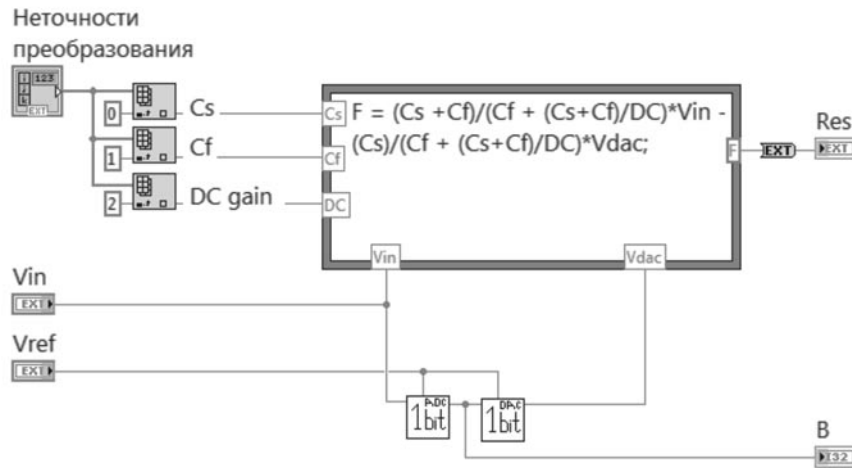 Неточности
преобразования
123
EXT
0
Cs
1
Cf
2
DC gain
Cs
Cf
DC
F = (Cs +Cf)/(Cf + (Cs+Cf)/DC)*Vin -
(Cs)/(Cf + (Cs+Cf)/DC)*Vdac;
F
EXT
Res
EXT
Vin
Vdac
Vin
EXT
Vref
EXT
ADC
1bit
DAC
1bit
B
I32